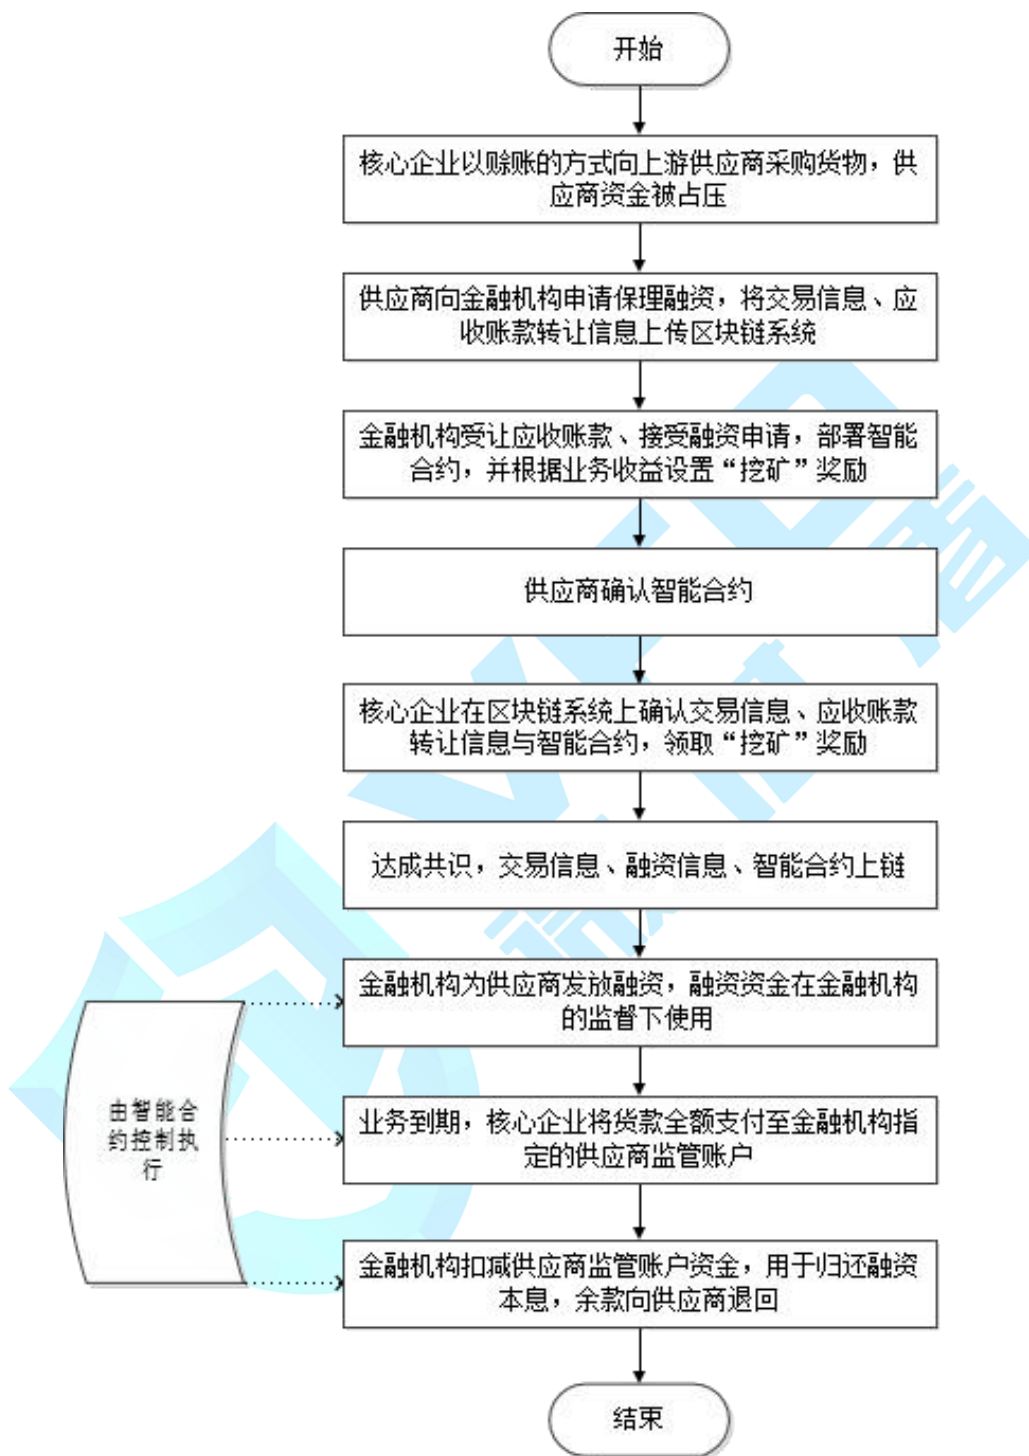 开始
核心企业以赊账的方式向上游供应商采购货物，供
应商资金被占压
供应商向金融机构申请保理融资，将交易信息、应
收账款转让信息上传区块链系统
金融机构受让应收账款、接受融资申请，部署智能
合约，并根据业务收益设置“挖矿”奖励
供应商确认智能合约
核心企业在区块链系统上确认交易信息、应收账款
转让信息与智能合约，领取“挖矿”奖励
达成共识，交易信息、融资信息、智能合约上链
金融机构为供应商发放融资，融资资金在金融机构
的监督下使用
由智能合
约控制执
行
业务到期，核心企业将货款全额支付至金融机构指
定的供应商监管账户
金融机构扣减供应商监管账户资金，用于归还融资
本息，余款向供应商退回
结束